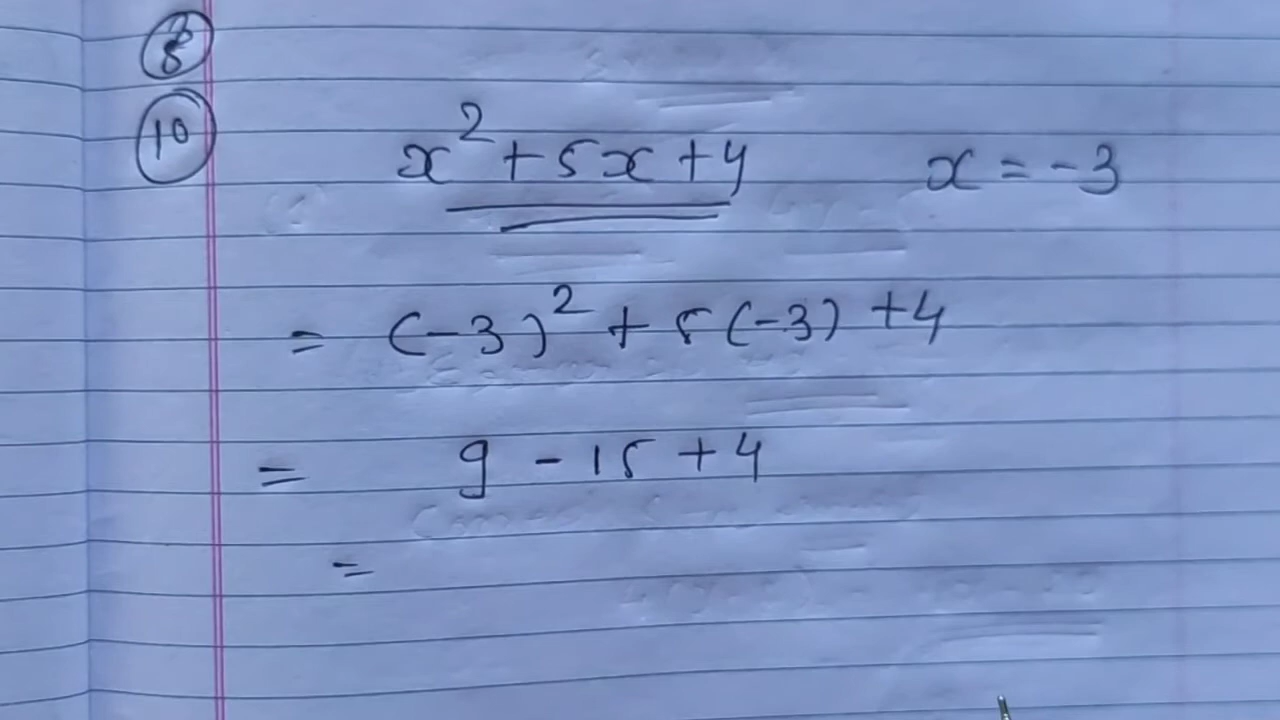 8
10
x² + 5x + 4 x = -3
= (-3)² + 5(-3) + 4
= 9 - 15 + 4
=